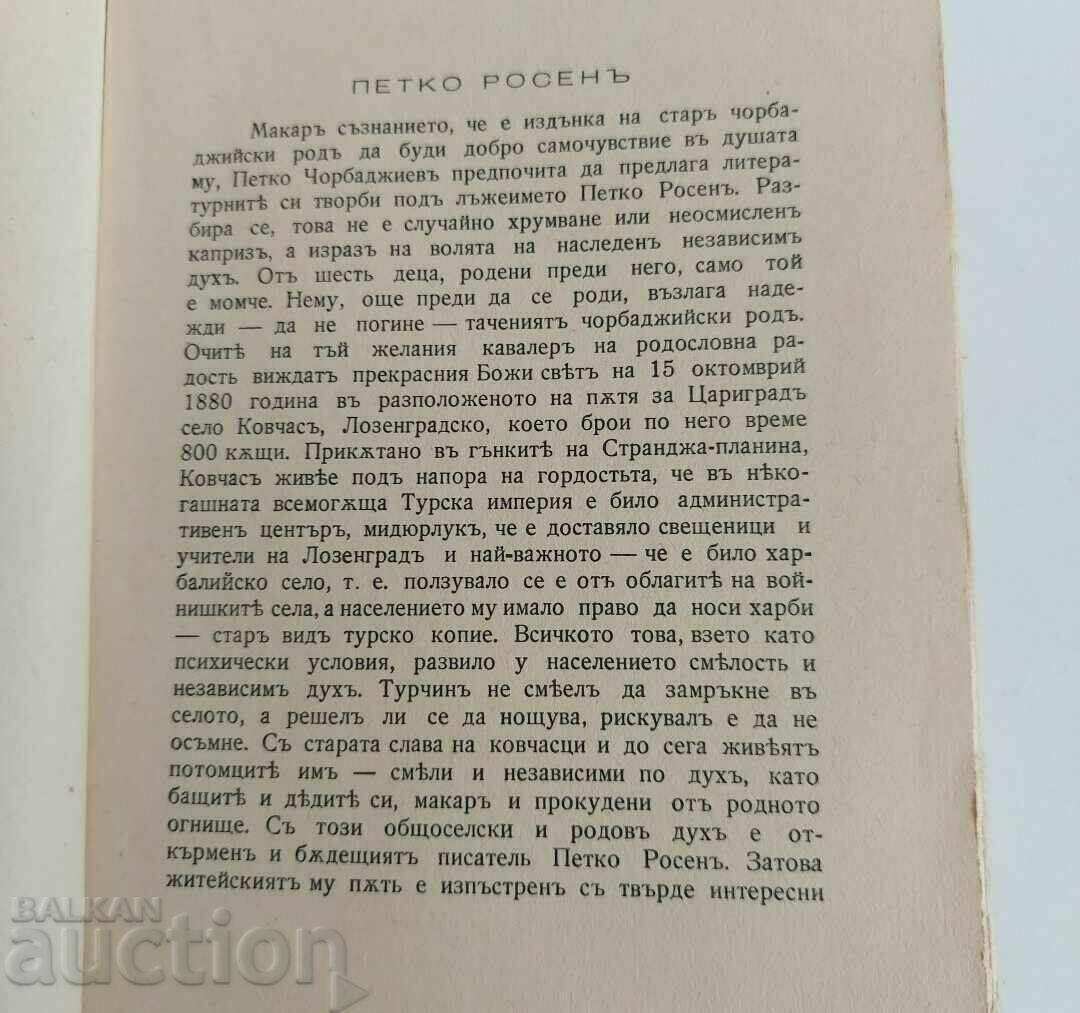 ПЕТКО РОСЕНЪ
Макаръ съзнанието, че е издънка на старъ чорба-
джийски родъ да буди добро самочувствие въ душата
му, Петко Чорбаджиевъ предпочита да предлага литера-
турнитѣ си творби подъ лъжеимето Петко Росенъ. Раз-
бира се, това не е случайно хрумване или неосмисленъ
капризъ, а изразъ на волята на наследенъ независимъ
духъ. Отъ шесть деца, родени преди него, само той
е момче. Нему, още преди да се роди, възлага наде-
жди — да не погине — таченияτъ чорбаджийски родъ.
Очитѣ на тъй желания кавалеръ на родословна ра-
дость виждатъ прекрасния Божи свѣтъ на 15 октомврий
1880 година въ разположеното на пѫтя за Цариградъ
село Ковчасъ, Лозенградско, което брои по него време
800 кѫщи. Прикѫтано въ гънкитѣ на Странджа-планина,
Ковчасъ живѣе подъ напора на гордостьта, че въ нѣко-
гашната всемогѫща Турска империя е било администра-
тивенъ центъръ, мидюрлукъ, че е доставяло свещеници и
учители на Лозенградъ и най-важното — че е било хар-
балийско село, т. е. ползувало се е отъ облагитѣ на вой-
нишкитѣ села, а населението му имало право да носи харби
— старъ видъ турско копие. Всичкото това, взето като
психически условия, развило у населението смѣлость и
независимъ духъ. Турчинъ не смѣелъ да замръкне въ
селото, а решелъ ли се да нощува, рискувалъ е да не
осъмне. Съ старата слава на ковчасци и до сега живѣятъ
потомцитѣ имъ — смѣли и независими по духъ, като
бащитѣ и дѣдитѣ си, макаръ и прокудени отъ родното
огнище. Съ този общоселски и родовъ духъ е от-
кърменъ и бѫдещиятъ писатель Петко Росенъ. Затова
житейскиятъ му пѫть е изпъстренъ съ твърде интересни
BALKAN
auction